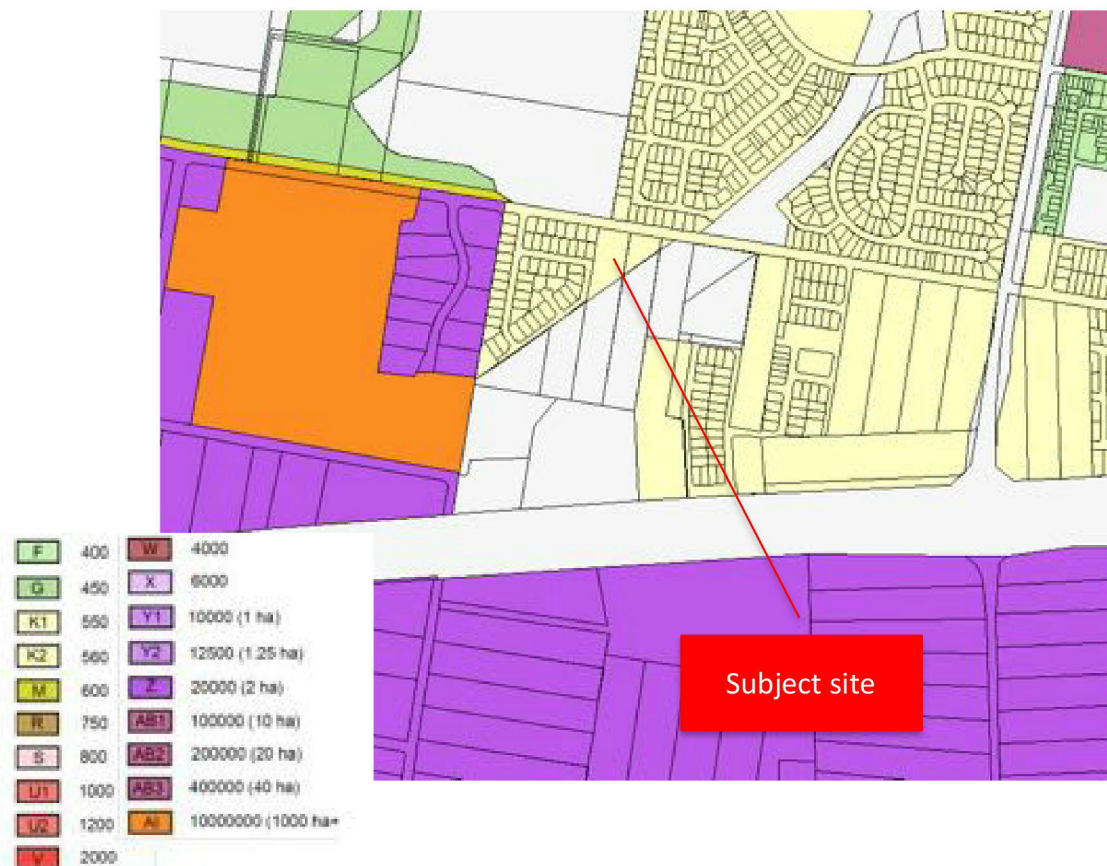 Subject site
F 400
G 450
K1 550
K2 560
M 600
R 750
S 800
U1 1000
U2 1200
V 2000
W 4000
X 6000
Y1 10000 (1 ha)
Y2 12500 (1.25 ha)
Z 20000 (2 ha)
AB1 100000 (10 ha)
AB2 200000 (20 ha)
AB3 400000 (40 ha)
AI 10000000 (1000 ha+